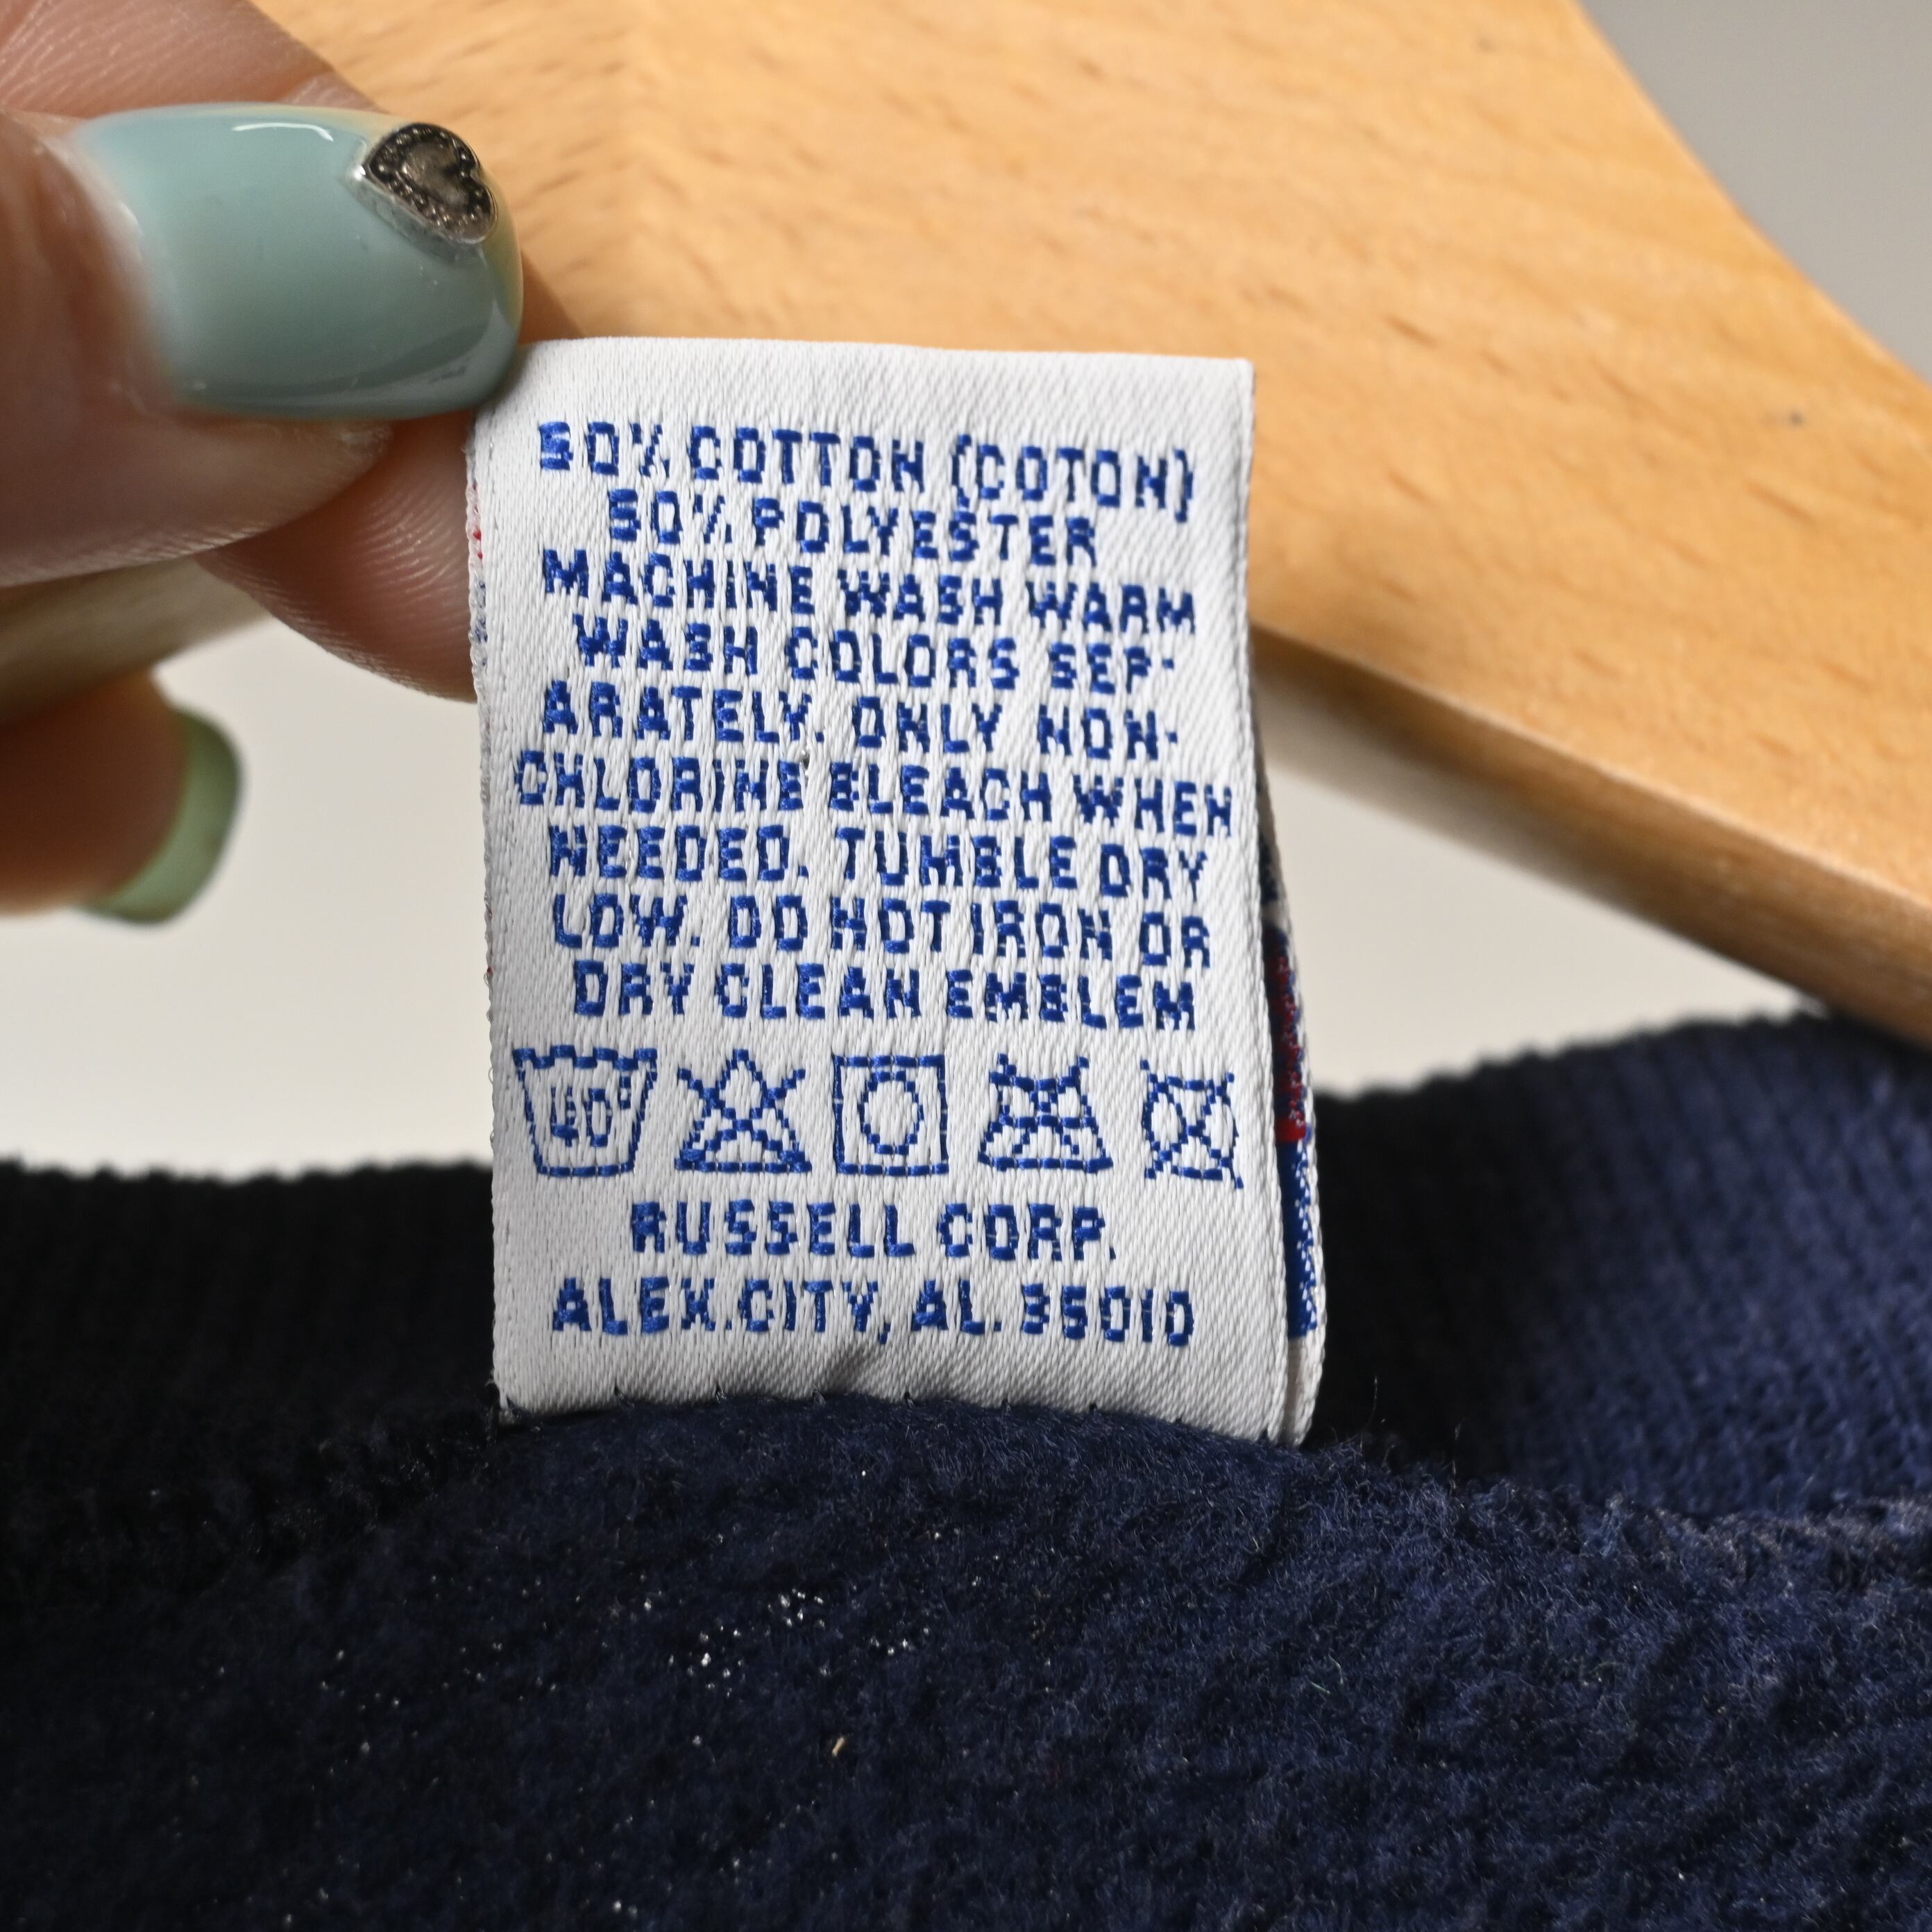 50% COTTON (COTON)
50% POLYESTER
MACHINE WASH WARM
WASH COLORS SEP-
ARATELY. ONLY NON-
CHLORINE BLEACH WHEN
NEEDED. TUMBLE DRY
LOW. DO NOT IRON OR
DRY CLEAN EMBLEM
40°
RUSSELL CORP.
ALEX.CITY, AL. 35010